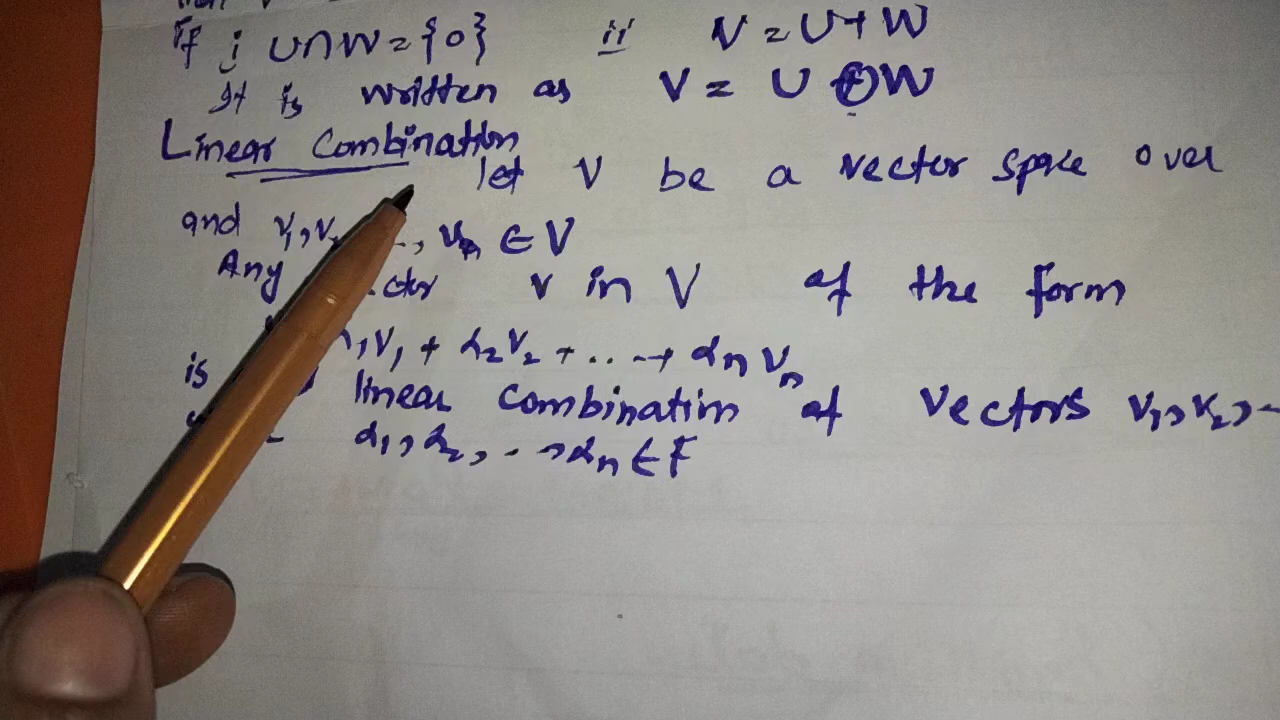 If i U∩W={0} ii V=U+W
It is written as V= U⊕W
Linear Combination
let V be a vector space over
and v₁,v₂ .., vₙ ∈ V
Any v in V of the form
v₁ + α₂v₂ + .. + αₙvₙ
is linear combination of vectors v₁,v₂,..
α₁,α₂,..,αₙ ∈ F